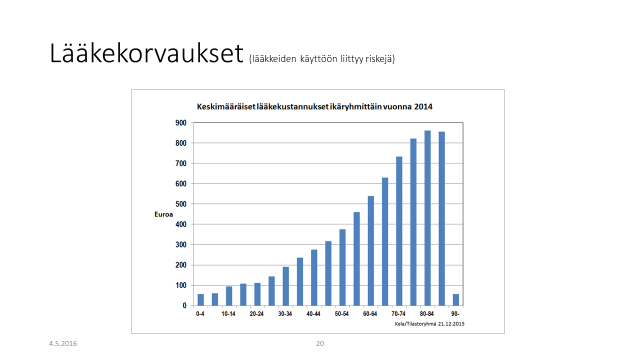 Lääkekorvaukset (lääkkeiden käyttöön liittyy riskejä)
Keskimääräiset lääkekustannukset ikäryhmittäin vuonna 2014
900
800
700
600
500
400
300
200
100
0
Euroa
0-4 10-14 20-24 30-34 40-44 50-54 60-64 70-74 80-84 90-
Kela/Tilastoryhmä 21.12.2015
4.5.2016 20